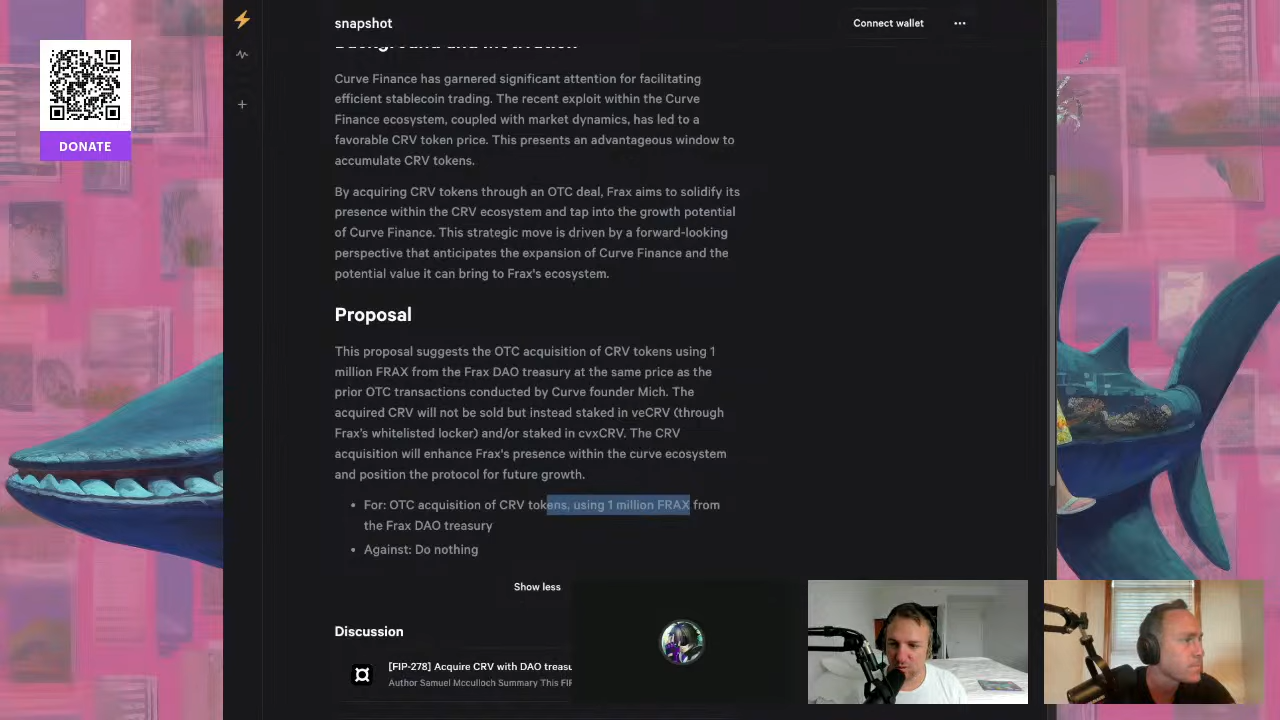 snapshot
Connect wallet
Background and Motivation
Curve Finance has garnered significant attention for facilitating
efficient stablecoin trading. The recent exploit within the Curve
Finance ecosystem, coupled with market dynamics, has led to a
favorable CRV token price. This presents an advantageous window to
accumulate CRV tokens.
By acquiring CRV tokens through an OTC deal, Frax aims to solidify its
presence within the CRV ecosystem and tap into the growth potential
of Curve Finance. This strategic move is driven by a forward-looking
perspective that anticipates the expansion of Curve Finance and the
potential value it can bring to Frax's ecosystem.
Proposal
This proposal suggests the OTC acquisition of CRV tokens using 1
million FRAX from the Frax DAO treasury at the same price as the
prior OTC transactions conducted by Curve founder Mich. The
acquired CRV will not be sold but instead staked in veCRV (through
Frax’s whitelisted locker) and/or staked in cvxCRV. The CRV
acquisition will enhance Frax's presence within the curve ecosystem
and position the protocol for future growth.
• For: OTC acquisition of CRV tokens, using 1 million FRAX from
the Frax DAO treasury
• Against: Do nothing
Show less
Discussion
[FIP-278] Acquire CRV with DAO treasu
Author Samuel Mcculloch Summary This FIP
DONATE